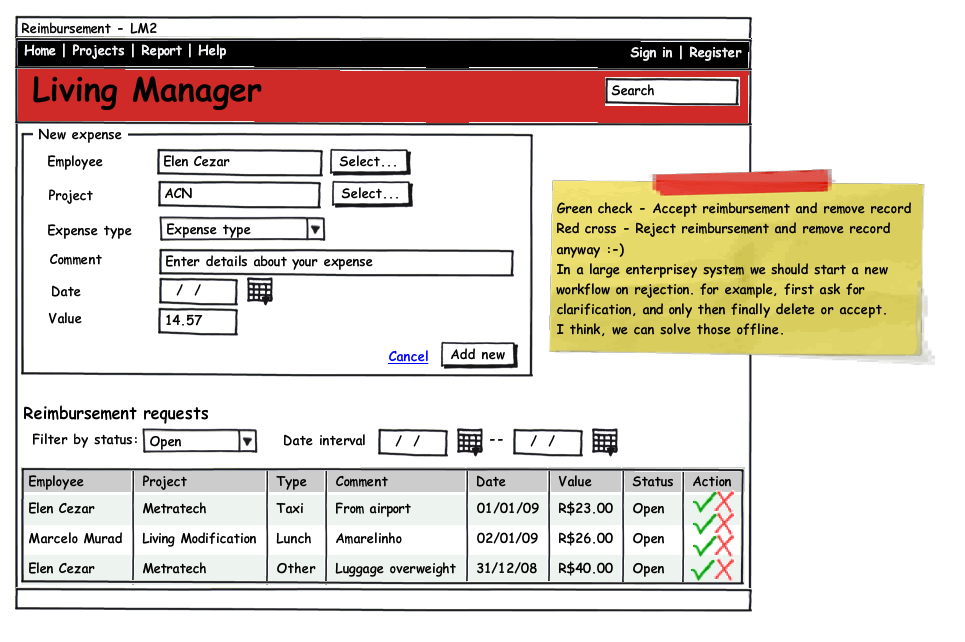 Reimbursement - LM2
Home | Projects | Report | Help Sign in | Register
Living Manager
Search
New expense
Employee Elen Cezar Select...
Project ACN Select...
Expense type Expense type
Comment Enter details about your expense
Date / /
Value 14.57
Cancel Add new
Green check - Accept reimbursement and remove record
Red cross - Reject reimbursement and remove record
anyway :-)
In a large enterprisey system we should start a new
workflow on rejection. for example, first ask for
clarification, and only then finally delete or accept.
I think, we can solve those offline.
Reimbursement requests
Filter by status: Open Date interval / / -- / /
Employee Project Type Comment Date Value Status Action
Elen Cezar Metratech Taxi From airport 01/01/09 R$23.00 Open
Marcelo Murad Living Modification Lunch Amarelinho 02/01/09 R$26.00 Open
Elen Cezar Metratech Other Luggage overweight 31/12/08 R$40.00 Open